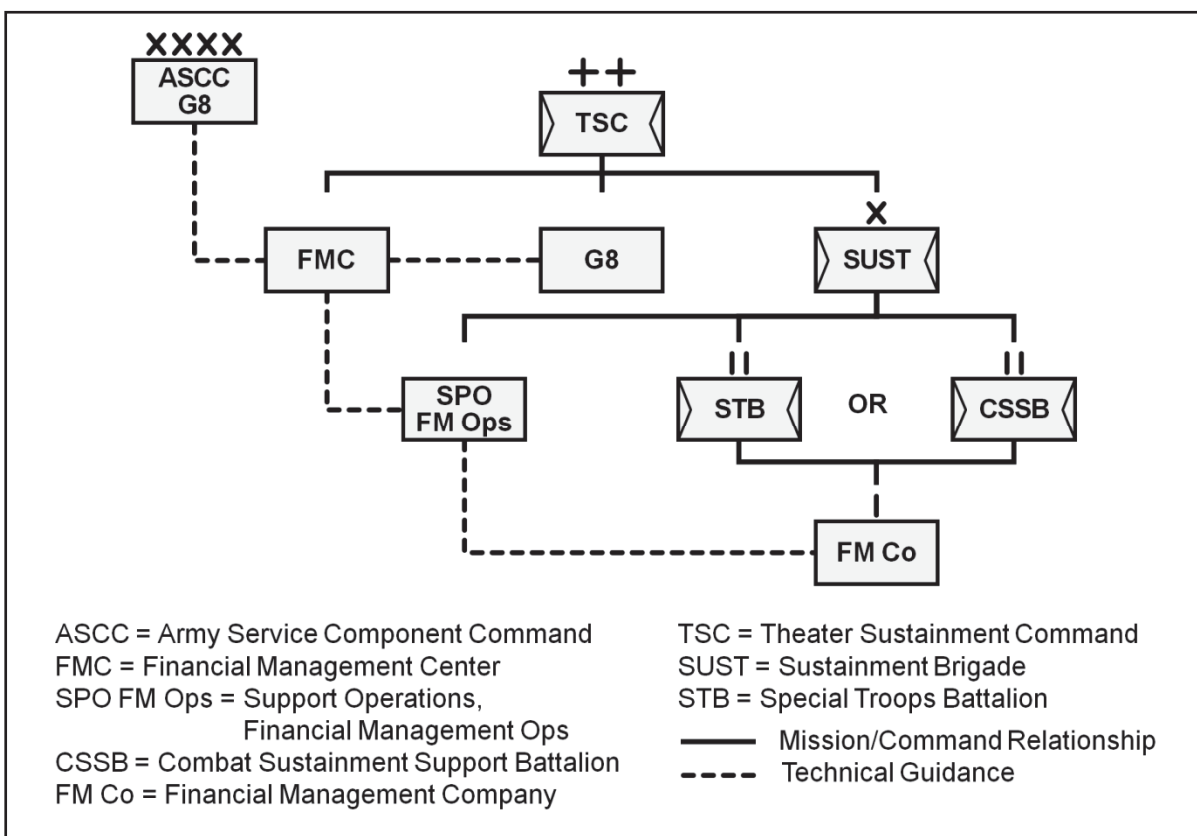 XXXX
ASCC
G8
++
TSC
FMC
G8
X
SUST
SPO
FM Ops
II
STB
OR
II
CSSB
I
FM Co
ASCC = Army Service Component Command
FMC = Financial Management Center
SPO FM Ops = Support Operations,
Financial Management Ops
CSSB = Combat Sustainment Support Battalion
FM Co = Financial Management Company
TSC = Theater Sustainment Command
SUST = Sustainment Brigade
STB = Special Troops Battalion
Mission/Command Relationship
Technical Guidance